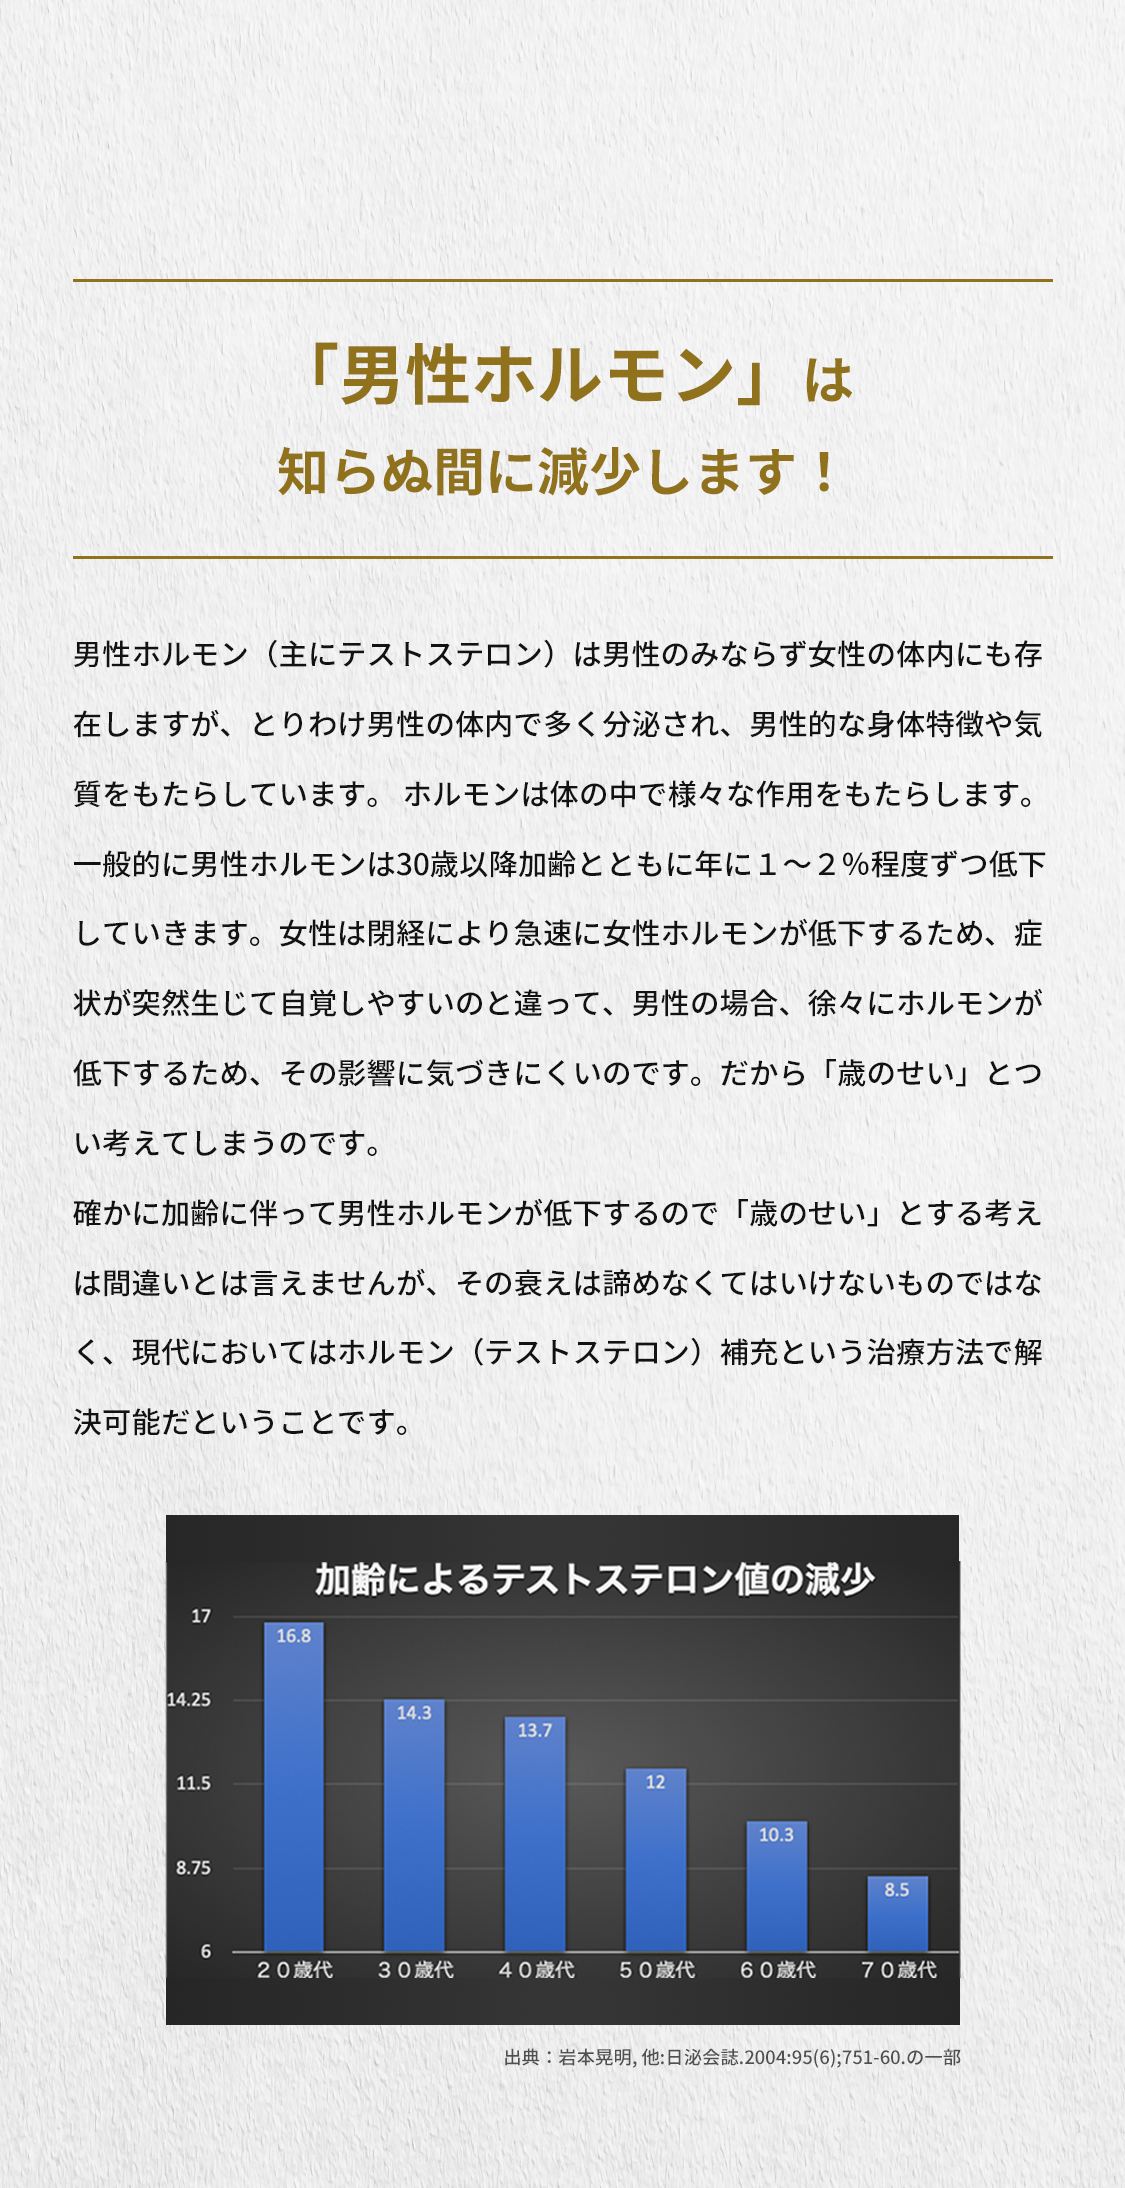 「男性ホルモン」は
知らぬ間に減少します！
男性ホルモン（主にテストステロン）は男性のみならず女性の体内にも存
在しますが、とりわけ男性の体内で多く分泌され、男性的な身体特徴や気
質をもたらしています。 ホルモンは体の中で様々な作用をもたらします。
一般的に男性ホルモンは30歳以降加齢とともに年に１～２％程度ずつ低下
していきます。女性は閉経により急速に女性ホルモンが低下するため、症
状が突然生じて自覚しやすいのと違って、男性の場合、徐々にホルモンが
低下するため、その影響に気づきにくいのです。だから「歳のせい」とつ
い考えてしまうのです。
確かに加齢に伴って男性ホルモンが低下するので「歳のせい」とする考え
は間違いとは言えませんが、その衰えは諦めなくてはいけないものではな
く、現代においてはホルモン（テストステロン）補充という治療方法で解
決可能だということです。
加齢によるテストステロン値の減少
17
14.25
11.5
8.75
6
16.8
14.3
13.7
12
10.3
8.5
２０歳代
３０歳代
４０歳代
５０歳代
６０歳代
７０歳代
出典：岩本晃明, 他:日泌会誌.2004:95(6);751-60.の一部